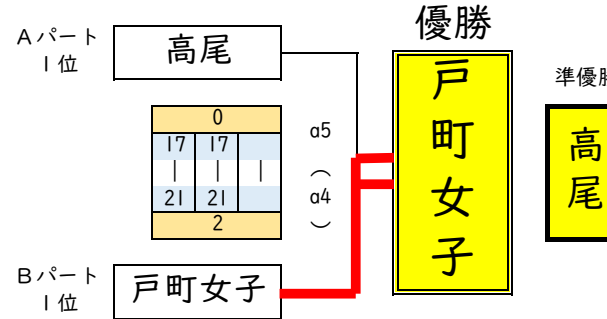 優勝
Aパート
1位
高尾
準優勝
戸町女子
高尾
0
17 17
| | |
21 21
2
a5
(a4)
Bパート
1位
戸町女子